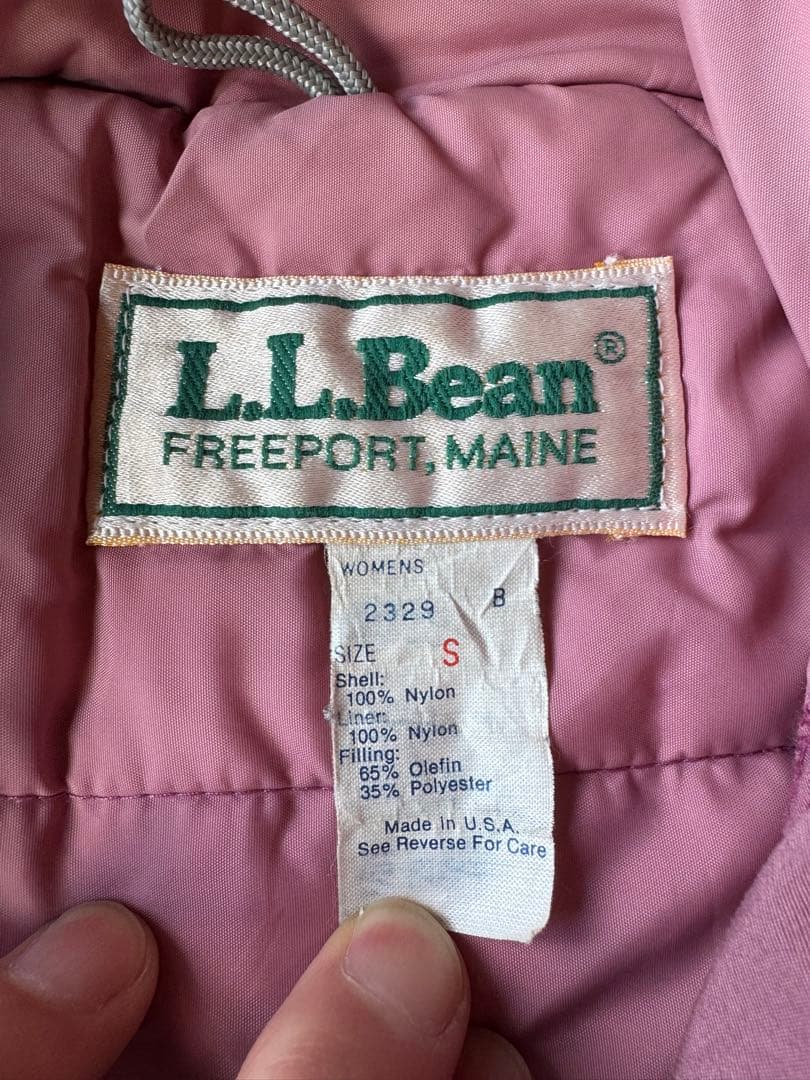 L.L.Bean®
FREEPORT, MAINE
WOMENS
2329 B
SIZE S
Shell:
100% Nylon
Liner:
100% Nylon
Filling:
65% Olefin
35% Polyester
Made in U.S.A.
See Reverse For Care